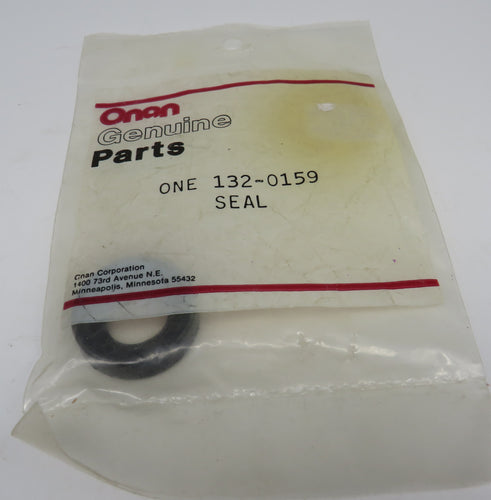 Onan
Genuine
Parts
ONE 132-0159
SEAL
Onan Corporation
1400 73rd Avenue N.E.
Minneapolis, Minnesota 55432